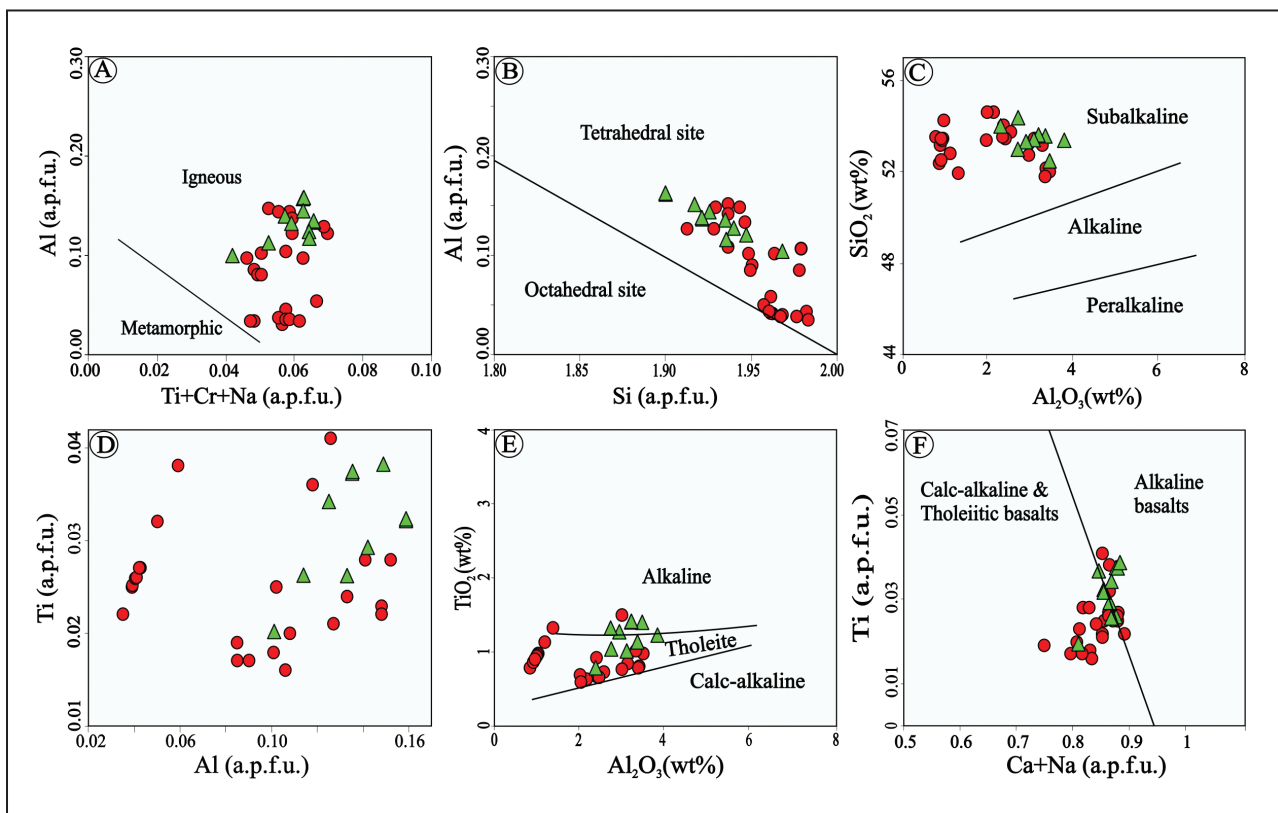 A
Al (a.p.f.u.)
0.30
0.20
0.10
0.00
Igneous
Metamorphic
0.00 0.02 0.04 0.06 0.08 0.10
Ti+Cr+Na (a.p.f.u.)
B
Al (a.p.f.u.)
0.30
0.20
0.10
0.00
Tetrahedral site
Octahedral site
1.80 1.85 1.90 1.95 2.00
Si (a.p.f.u.)
C
SiO₂ (wt%)
56
52
48
44
Subalkaline
Alkaline
Peralkaline
0 2 4 6 8
Al₂O₃(wt%)
D
Ti (a.p.f.u.)
0.04
0.03
0.02
0.01
0.02 0.06 0.10 0.16
Al (a.p.f.u.)
E
TiO₂(wt%)
4
3
2
1
0
Alkaline
Tholeite
Calc-alkaline
0 2 4 6 8
Al₂O₃(wt%)
F
Ti (a.p.f.u.)
0.07
0.05
0.03
0.01
0
Calc-alkaline &
Tholeiitic basalts
Alkaline
basalts
0.5 0.6 0.7 0.8 0.9 1
Ca+Na (a.p.f.u.)